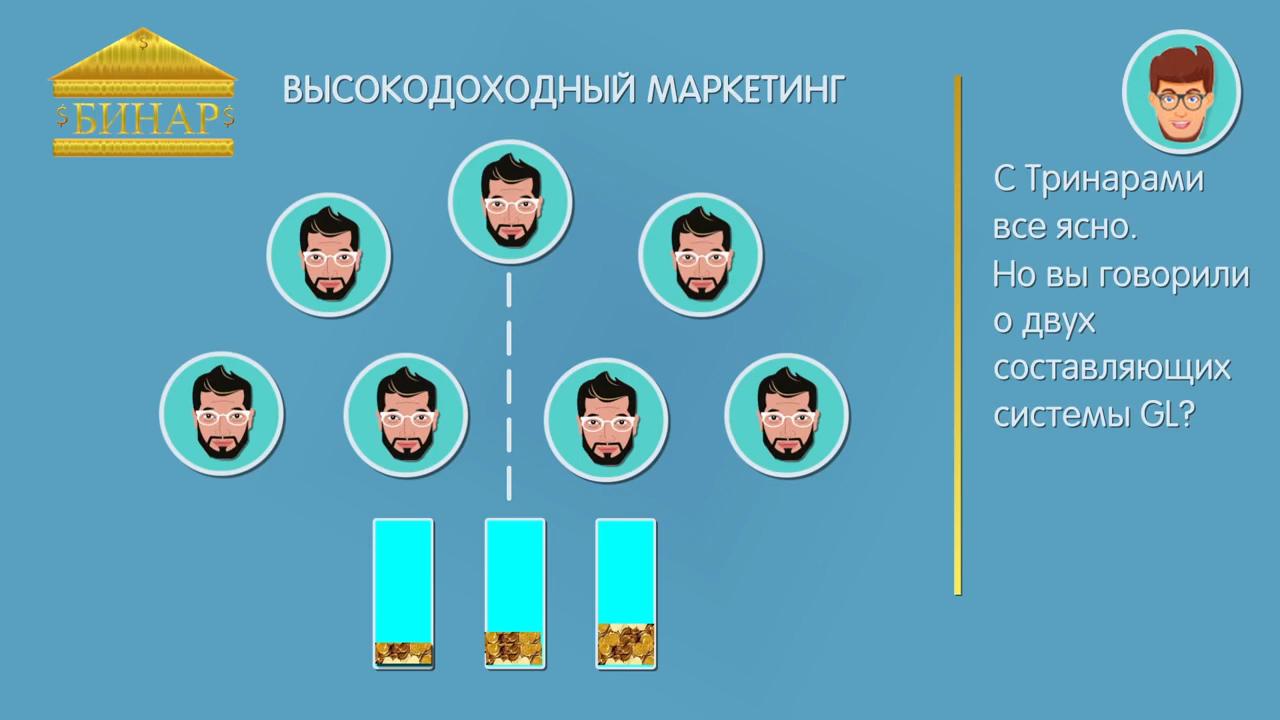 $
$БИНАР$
ВЫСОКОДОХОДНЫЙ МАРКЕТИНГ
С Тринарами
все ясно.
Но вы говорили
о двух
составляющих
системы GL?